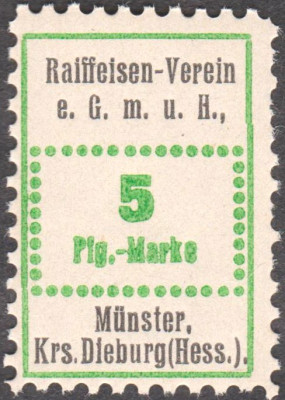 Raiffeisen-Verein
e. G. m. u. H.,
5
Pfg.-Marke
Münster,
Krs. Dieburg (Hess.).